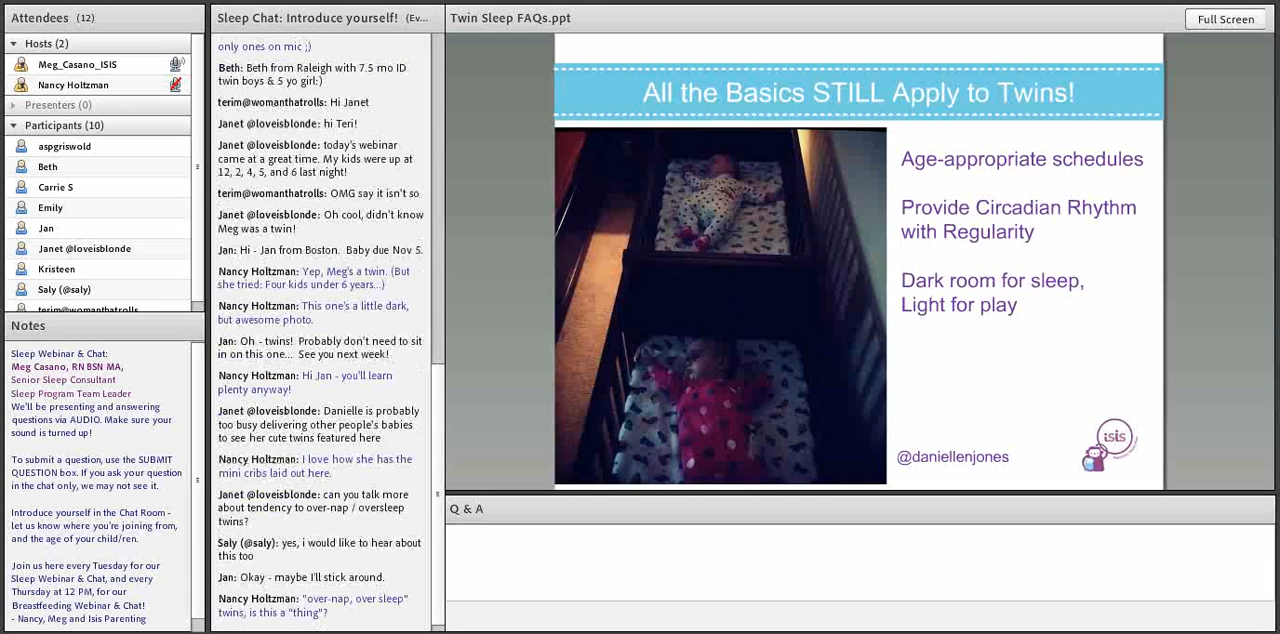 Attendees (12)
Hosts (2)
Meg_Casano_ISIS
Nancy Holtzman
Presenters (0)
Participants (10)
aspgriswold
Beth
Carrie S
Emily
Jan
Janet @loveisblonde
Kristeen
Saly (@saly)
terim@womanthatrolls
Notes
Sleep Webinar & Chat:
Meg Casano, RN BSN MA,
Senior Sleep Consultant
Sleep Program Team Leader
We'll be presenting and answering
questions via AUDIO. Make sure your
sound is turned up!
To submit a question, use the SUBMIT
QUESTION box. If you ask your question
in the chat only, we may not see it.
Introduce yourself in the Chat Room -
let us know where you're joining from,
and the age of your child/ren.
Join us here every Tuesday for our
Sleep Webinar & Chat, and every
Thursday at 12 PM, for our
Breastfeeding Webinar & Chat!
- Nancy, Meg and Isis Parenting
Sleep Chat: Introduce yourself! (Ev...
only ones on mic ;)
Beth: Beth from Raleigh with 7.5 mo ID
twin boys & 5 yo girl:)
terim@womanthatrolls: Hi Janet
Janet @loveisblonde: hi Teri!
Janet @loveisblonde: today's webinar
came at a great time. My kids were up at
12, 2, 4, 5, and 6 last night!
terim@womanthatrolls: OMG say it isn't so
Janet @loveisblonde: Oh cool, didn't know
Meg was a twin!
Jan: Hi - Jan from Boston. Baby due Nov 5.
Nancy Holtzman: Yep, Meg's a twin. (But
she tried: Four kids under 6 years...)
Nancy Holtzman: This one's a little dark,
but awesome photo.
Jan: Oh - twins! Probably don't need to sit
in on this one... See you next week!
Nancy Holtzman: Hi Jan - you'll learn
plenty anyway!
Janet @loveisblonde: Danielle is probably
too busy delivering other people's babies
to see her cute twins featured here
Nancy Holtzman: I love how she has the
mini cribs laid out here.
Janet @loveisblonde: can you talk more
about tendency to over-nap / oversleep
twins?
Saly (@saly): yes, i would like to hear about
this too
Jan: Okay - maybe I'll stick around.
Nancy Holtzman: "over-nap, over sleep"
twins, is this a "thing"?
Twin Sleep FAQs.ppt
Full Screen
All the Basics STILL Apply to Twins!
Age-appropriate schedules
Provide Circadian Rhythm
with Regularity
Dark room for sleep,
Light for play
@daniellenjones
isis
Q & A